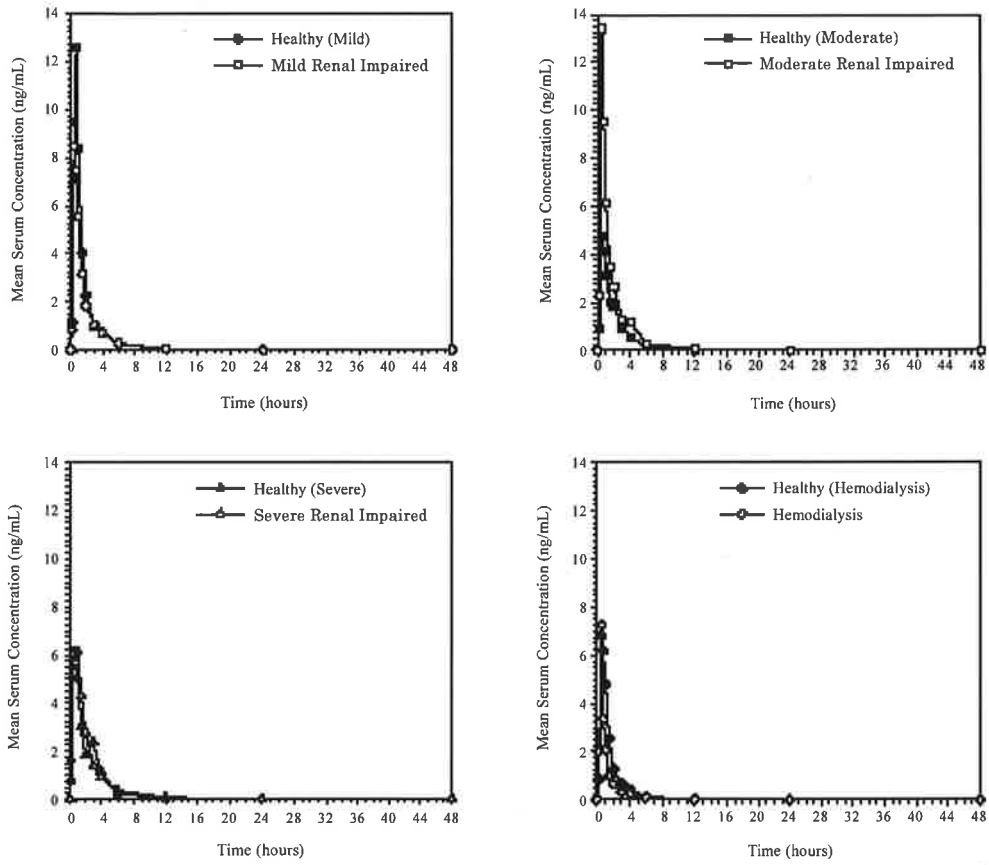 14
12
10
8
6
4
2
0
Mean Serum Concentration (ng/mL)
Healthy (Mild)
Mild Renal Impaired
0 4 8 12 16 20 24 28 32 36 40 44 48
Time (hours)
14
12
10
8
6
4
2
0
Mean Serum Concentration (ng/mL)
Healthy (Moderate)
Moderate Renal Impaired
0 4 8 12 16 20 24 28 32 36 40 44 48
Time (hours)
14
12
10
8
6
4
2
0
Mean Serum Concentration (ng/mL)
Healthy (Severe)
Severe Renal Impaired
0 4 8 12 16 20 24 28 32 36 40 44 48
Time (hours)
14
12
10
8
6
4
2
0
Mean Serum Concentration (ng/mL)
Healthy (Hemodialysis)
Hemodialysis
0 4 8 12 16 20 24 28 32 36 40 44 48
Time (hours)